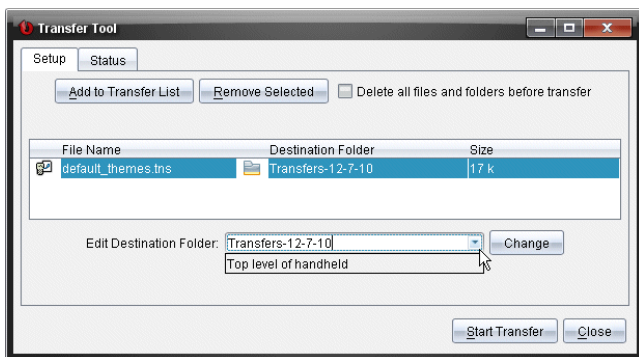 Transfer Tool
Setup Status
Add to Transfer List Remove Selected Delete all files and folders before transfer
File Name Destination Folder Size
default_themes.tns Transfers-12-7-10 17 k
Edit Destination Folder: Transfers-12-7-10 Change
Top level of handheld
Start Transfer Close